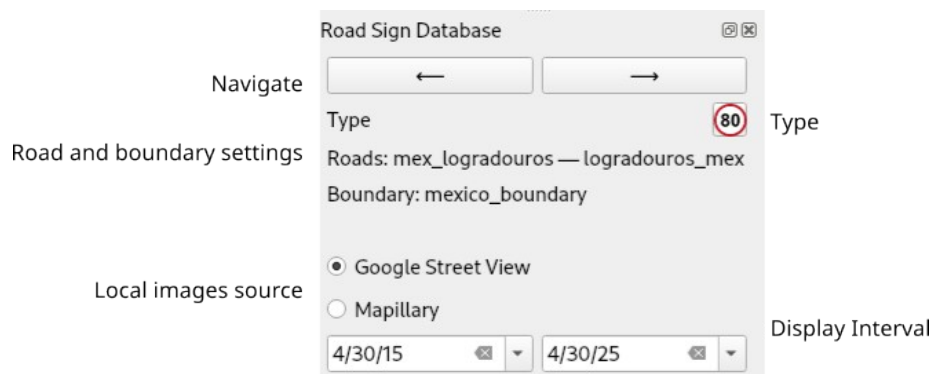 Road Sign Database
Navigate
← →
Type 80 Type
Road and boundary settings
Roads: mex_logradouros — logradouros_mex
Boundary: mexico_boundary
Google Street View
Local images source
Mapillary
Display Interval
4/30/15 4/30/25